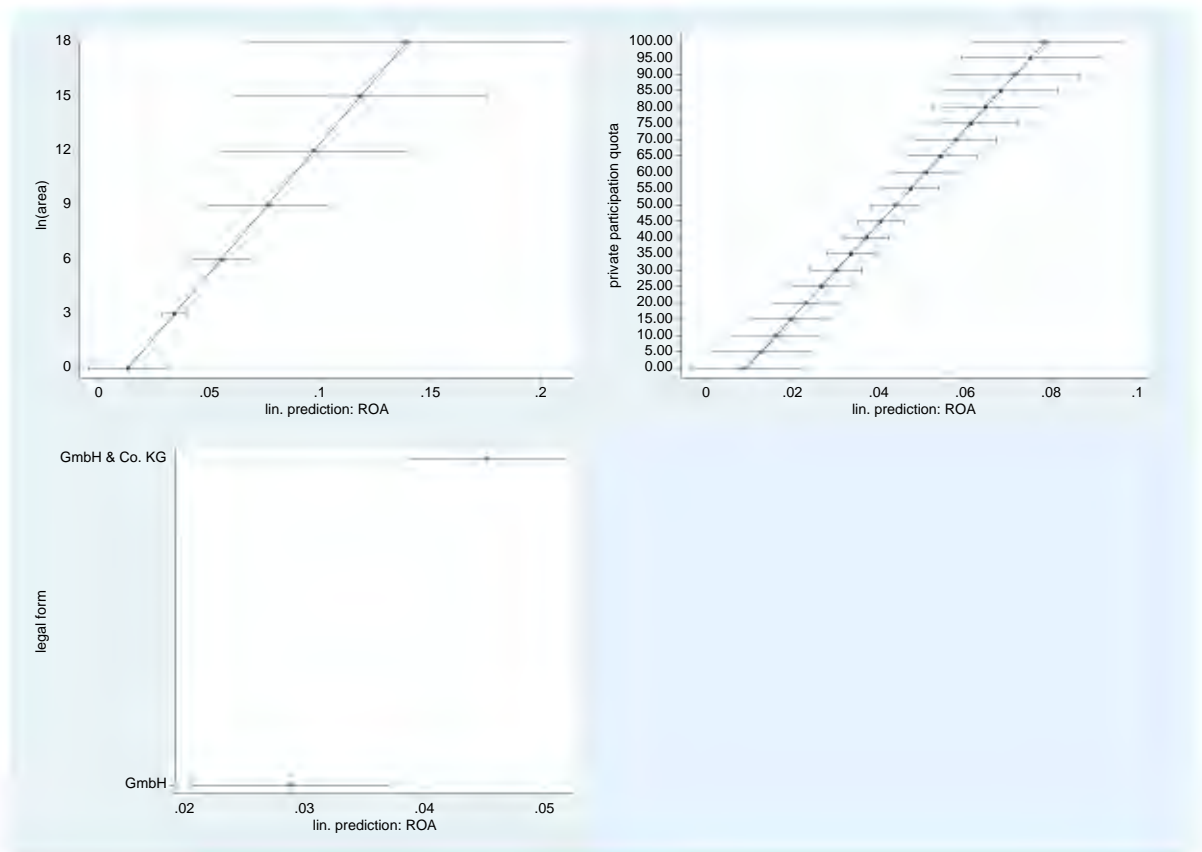 18
15
12
9
6
3
0
ln(area)
0 .05 .1 .15 .2
lin. prediction: ROA
100.00
95.00
90.00
85.00
80.00
75.00
70.00
65.00
60.00
55.00
50.00
45.00
40.00
35.00
30.00
25.00
20.00
15.00
10.00
5.00
0.00
private participation quota
0 .02 .04 .06 .08 .1
lin. prediction: ROA
GmbH & Co. KG
legal form
GmbH
.02 .03 .04 .05
lin. prediction: ROA